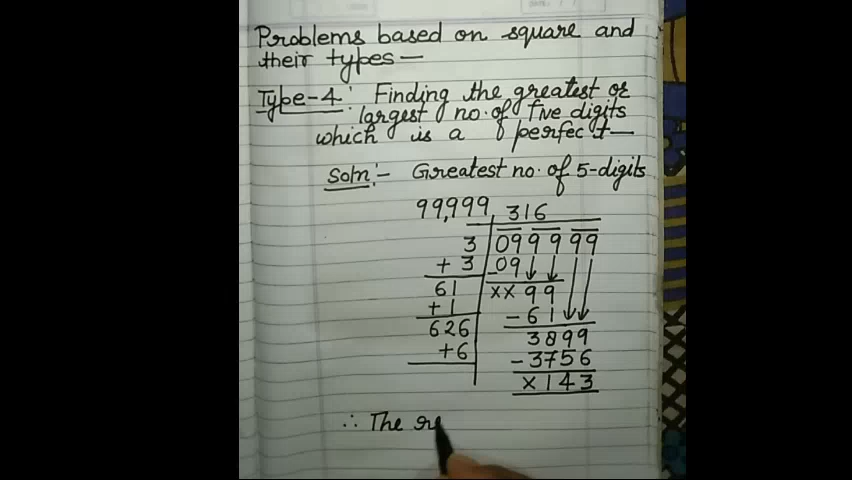 Problems based on square and
their types—
Type-4: Finding the greatest or
largest no. of five digits
which is a perfect—
Soln:- Greatest no. of 5-digits
99,999 316
3 099999
+ 3 -09
61 xx99
+1 -61
626 3899
+6 -3756
x143
∴ The re